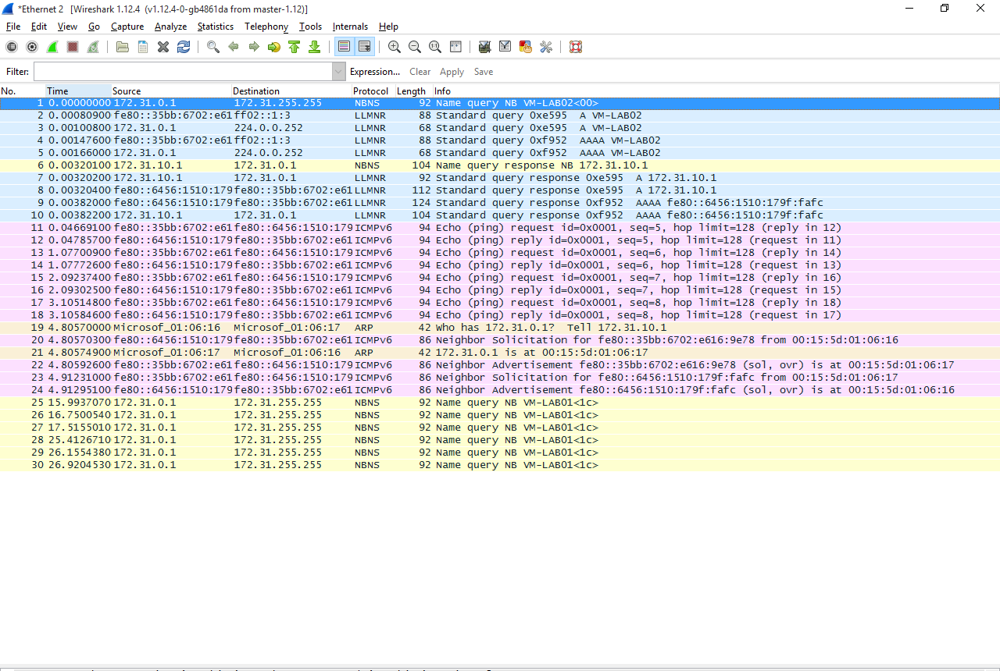 *Ethernet 2 [Wireshark 1.12.4 (v1.12.4-0-gb4861da from master-1.12)]
File Edit View Go Capture Analyze Statistics Telephony Tools Internals Help
Filter: Expression... Clear Apply Save
No. Time Source Destination Protocol Length Info
1 0.00000000 172.31.0.1 172.31.255.255 NBNS 92 Name query NB VM-LAB02<00>
2 0.00080900 fe80::35bb:6702:e61 ff02::1:3 LLMNR 88 Standard query 0xe595 A VM-LAB02
3 0.00100800 172.31.0.1 224.0.0.252 LLMNR 68 Standard query 0xe595 A VM-LAB02
4 0.00147600 fe80::35bb:6702:e61 ff02::1:3 LLMNR 88 Standard query 0xf952 AAAA VM-LAB02
5 0.00166000 172.31.0.1 224.0.0.252 LLMNR 68 Standard query 0xf952 AAAA VM-LAB02
6 0.00320100 172.31.10.1 172.31.0.1 NBNS 104 Name query response NB 172.31.10.1
7 0.00320200 172.31.10.1 172.31.0.1 LLMNR 92 Standard query response 0xe595 A 172.31.10.1
8 0.00320400 fe80::6456:1510:179 fe80::35bb:6702:e61 LLMNR 112 Standard query response 0xe595 A 172.31.10.1
9 0.00382000 fe80::6456:1510:179 fe80::35bb:6702:e61 LLMNR 124 Standard query response 0xf952 AAAA fe80::6456:1510:179f:fafc
10 0.00382200 172.31.10.1 172.31.0.1 LLMNR 104 Standard query response 0xf952 AAAA fe80::6456:1510:179f:fafc
11 0.04669100 fe80::35bb:6702:e61 fe80::6456:1510:179 ICMPv6 94 Echo (ping) request id=0x0001, seq=5, hop limit=128 (reply in 12)
12 0.04785700 fe80::6456:1510:179 fe80::35bb:6702:e61 ICMPv6 94 Echo (ping) reply id=0x0001, seq=5, hop limit=128 (request in 11)
13 1.07700900 fe80::35bb:6702:e61 fe80::6456:1510:179 ICMPv6 94 Echo (ping) request id=0x0001, seq=6, hop limit=128 (reply in 14)
14 1.07772600 fe80::6456:1510:179 fe80::35bb:6702:e61 ICMPv6 94 Echo (ping) reply id=0x0001, seq=6, hop limit=128 (request in 13)
15 2.09237400 fe80::35bb:6702:e61 fe80::6456:1510:179 ICMPv6 94 Echo (ping) request id=0x0001, seq=7, hop limit=128 (reply in 16)
16 2.09302500 fe80::6456:1510:179 fe80::35bb:6702:e61 ICMPv6 94 Echo (ping) reply id=0x0001, seq=7, hop limit=128 (request in 15)
17 3.10514800 fe80::35bb:6702:e61 fe80::6456:1510:179 ICMPv6 94 Echo (ping) request id=0x0001, seq=8, hop limit=128 (reply in 18)
18 3.10584600 fe80::6456:1510:179 fe80::35bb:6702:e61 ICMPv6 94 Echo (ping) reply id=0x0001, seq=8, hop limit=128 (request in 17)
19 4.80570000 Microsof_01:06:16 Microsof_01:06:17 ARP 42 Who has 172.31.0.1? Tell 172.31.10.1
20 4.80570300 fe80::6456:1510:179 fe80::35bb:6702:e61 ICMPv6 86 Neighbor Solicitation for fe80::35bb:6702:e616:9e78 from 00:15:5d:01:06:16
21 4.80574900 Microsof_01:06:17 Microsof_01:06:16 ARP 42 172.31.0.1 is at 00:15:5d:01:06:17
22 4.80592600 fe80::35bb:6702:e61 fe80::6456:1510:179 ICMPv6 86 Neighbor Advertisement fe80::35bb:6702:e616:9e78 (sol, ovr) is at 00:15:5d:01:06:17
23 4.91231000 fe80::35bb:6702:e61 fe80::6456:1510:179 ICMPv6 86 Neighbor Solicitation for fe80::6456:1510:179f:fafc from 00:15:5d:01:06:17
24 4.91295100 fe80::6456:1510:179 fe80::35bb:6702:e61 ICMPv6 86 Neighbor Advertisement fe80::6456:1510:179f:fafc (sol, ovr) is at 00:15:5d:01:06:16
25 15.9937070 172.31.0.1 172.31.255.255 NBNS 92 Name query NB VM-LAB01<1c>
26 16.7500540 172.31.0.1 172.31.255.255 NBNS 92 Name query NB VM-LAB01<1c>
27 17.5155010 172.31.0.1 172.31.255.255 NBNS 92 Name query NB VM-LAB01<1c>
28 25.4126710 172.31.0.1 172.31.255.255 NBNS 92 Name query NB VM-LAB01<1c>
29 26.1554380 172.31.0.1 172.31.255.255 NBNS 92 Name query NB VM-LAB01<1c>
30 26.9204530 172.31.0.1 172.31.255.255 NBNS 92 Name query NB VM-LAB01<1c>